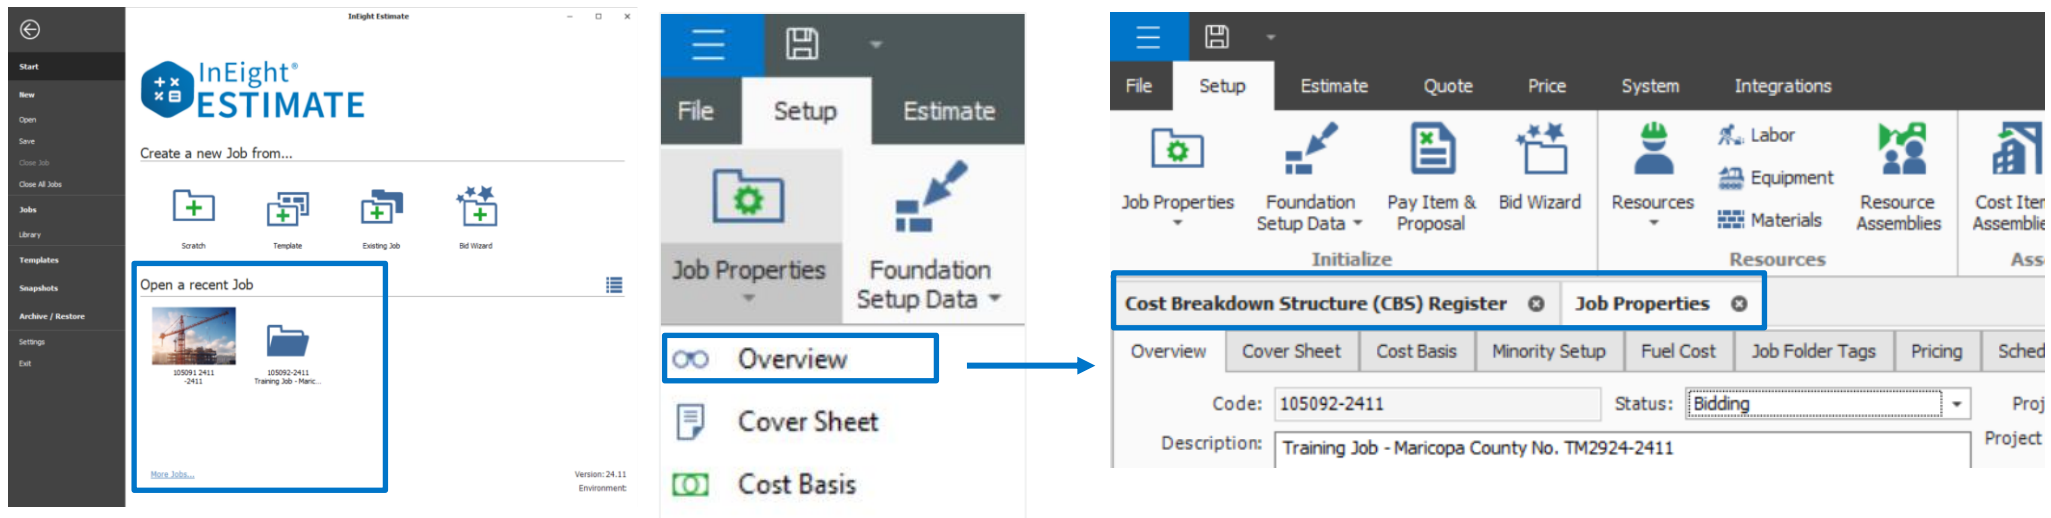 InEight Estimate
Start
New
Open
Save
Close Job
Close All Jobs
Jobs
Library
Templates
Snapshots
Archive / Restore
Settings
Exit
InEight®
ESTIMATE
Create a new Job from...
Scratch
Template
Existing Job
Bid Wizard
Open a recent Job
105091 2411
-2411
105092-2411
Training Job - Maric...
More Jobs...
Version: 24.11
Environment:
File
Setup
Estimate
Job Properties
Foundation
Setup Data
Overview
Cover Sheet
Cost Basis
File
Setup
Estimate
Quote
Price
System
Integrations
Job Properties
Foundation
Setup Data
Pay Item &
Proposal
Bid Wizard
Initialize
Resources
Labor
Equipment
Materials
Resource
Assemblies
Resources
Cost Item
Assemblie
Ass
Cost Breakdown Structure (CBS) Register
Job Properties
Overview
Cover Sheet
Cost Basis
Minority Setup
Fuel Cost
Job Folder Tags
Pricing
Sched
Code: 105092-2411
Status: Bidding
Proj
Description: Training Job - Maricopa County No. TM2924-2411
Project